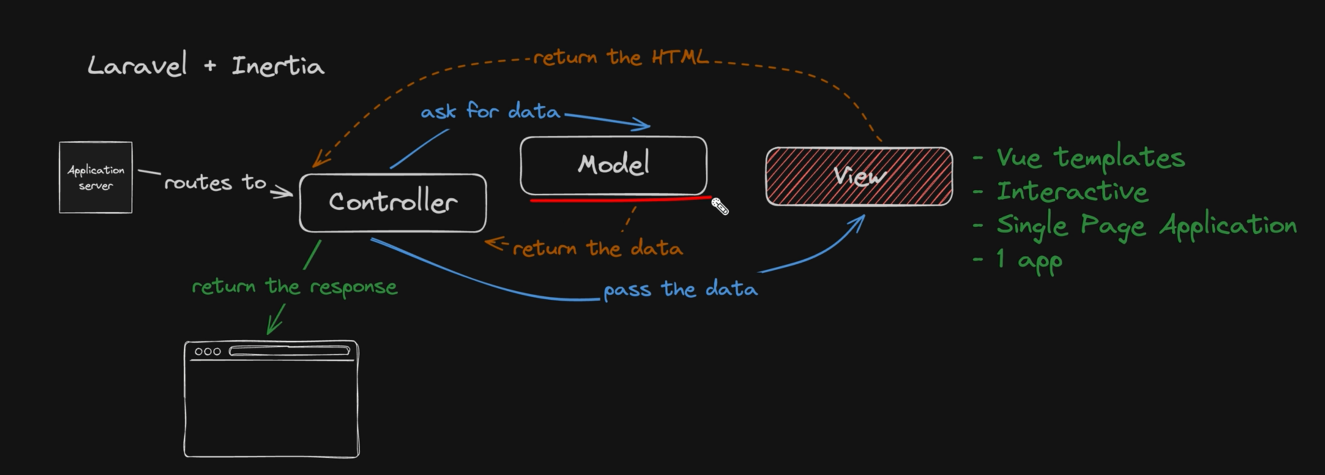 Laravel + Inertia
return the HTML
ask for data
Application
server
routes to
Controller
Model
View
- Vue templates
- Interactive
- Single Page Application
- 1 app
return the data
pass the data
return the response